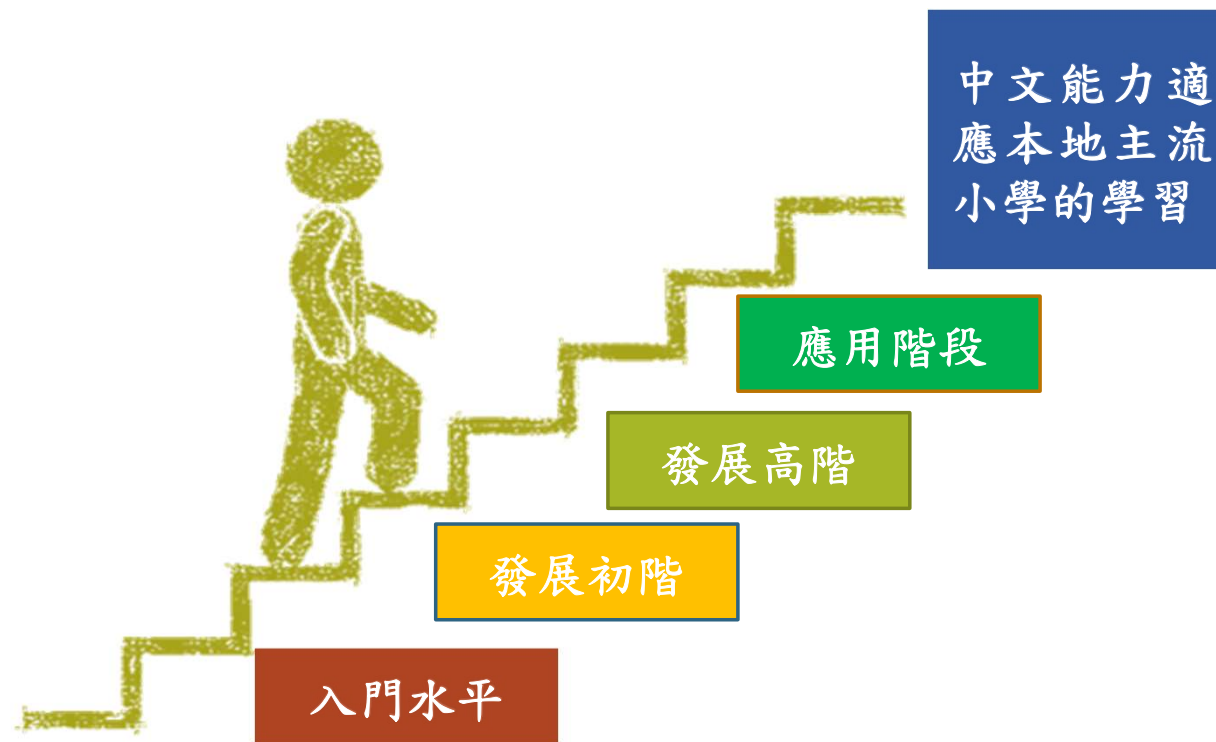 中文能力適
應本地主流
小學的學習
應用階段
發展高階
發展初階
入門水平